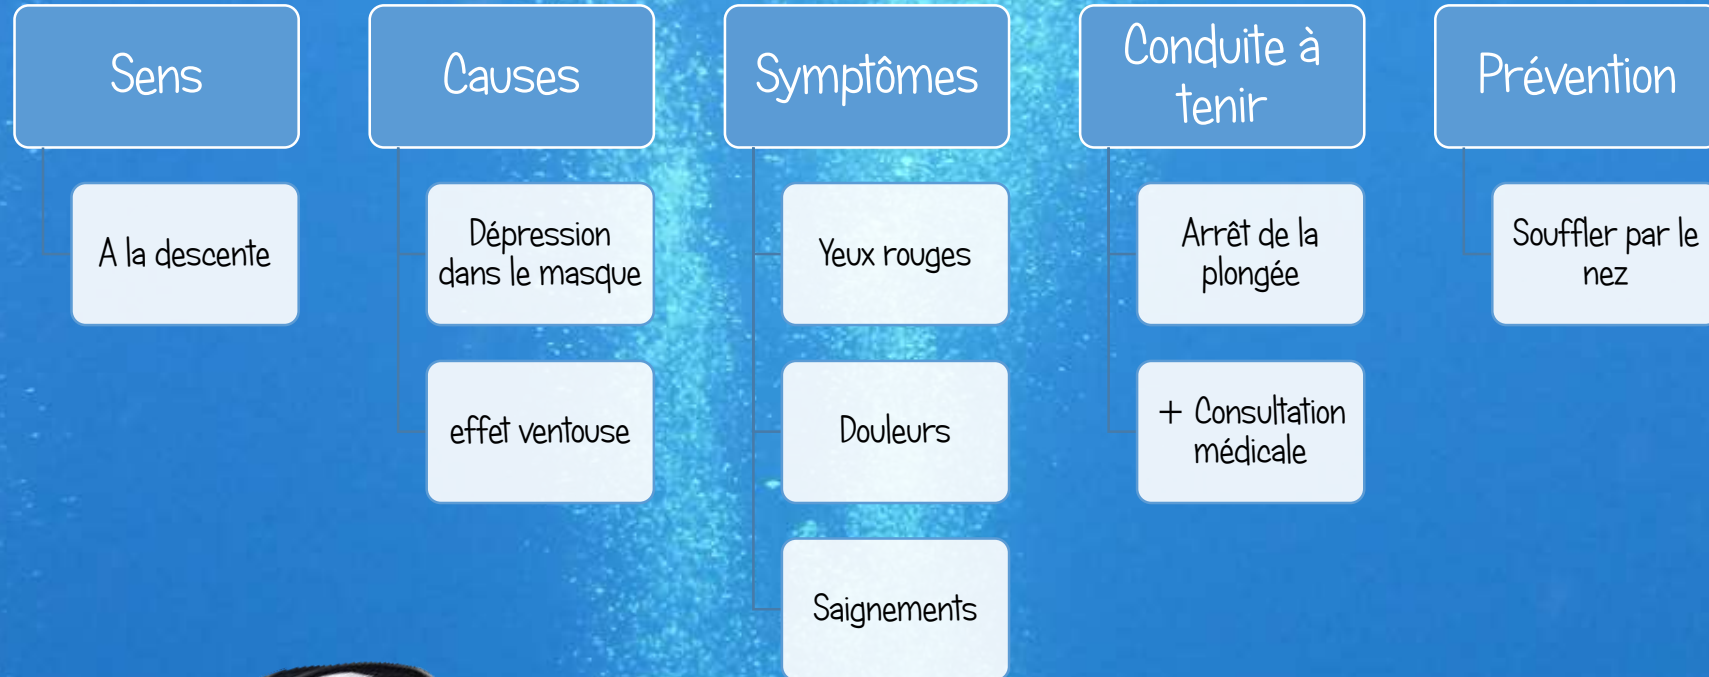 Sens
A la descente
Causes
Dépression
dans le masque
effet ventouse
Symptômes
Yeux rouges
Douleurs
Saignements
Conduite à
tenir
Arrêt de la
plongée
+ Consultation
médicale
Prévention
Souffler par le
nez